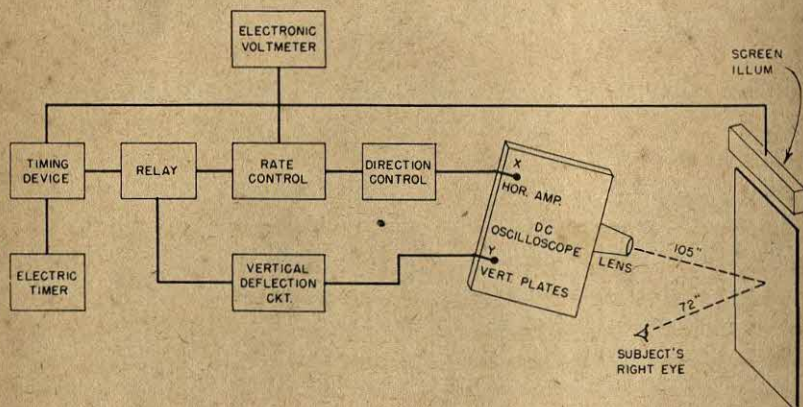 ELECTRONIC
VOLTMETER
SCREEN
ILLUM
TIMING
DEVICE
RELAY
RATE
CONTROL
DIRECTION
CONTROL
X
HOR. AMP.
DC
OSCILLOSCOPE
Y
VERT. PLATES
LENS
105"
72"
ELECTRIC
TIMER
VERTICAL
DEFLECTION
CKT.
SUBJECT'S
RIGHT EYE